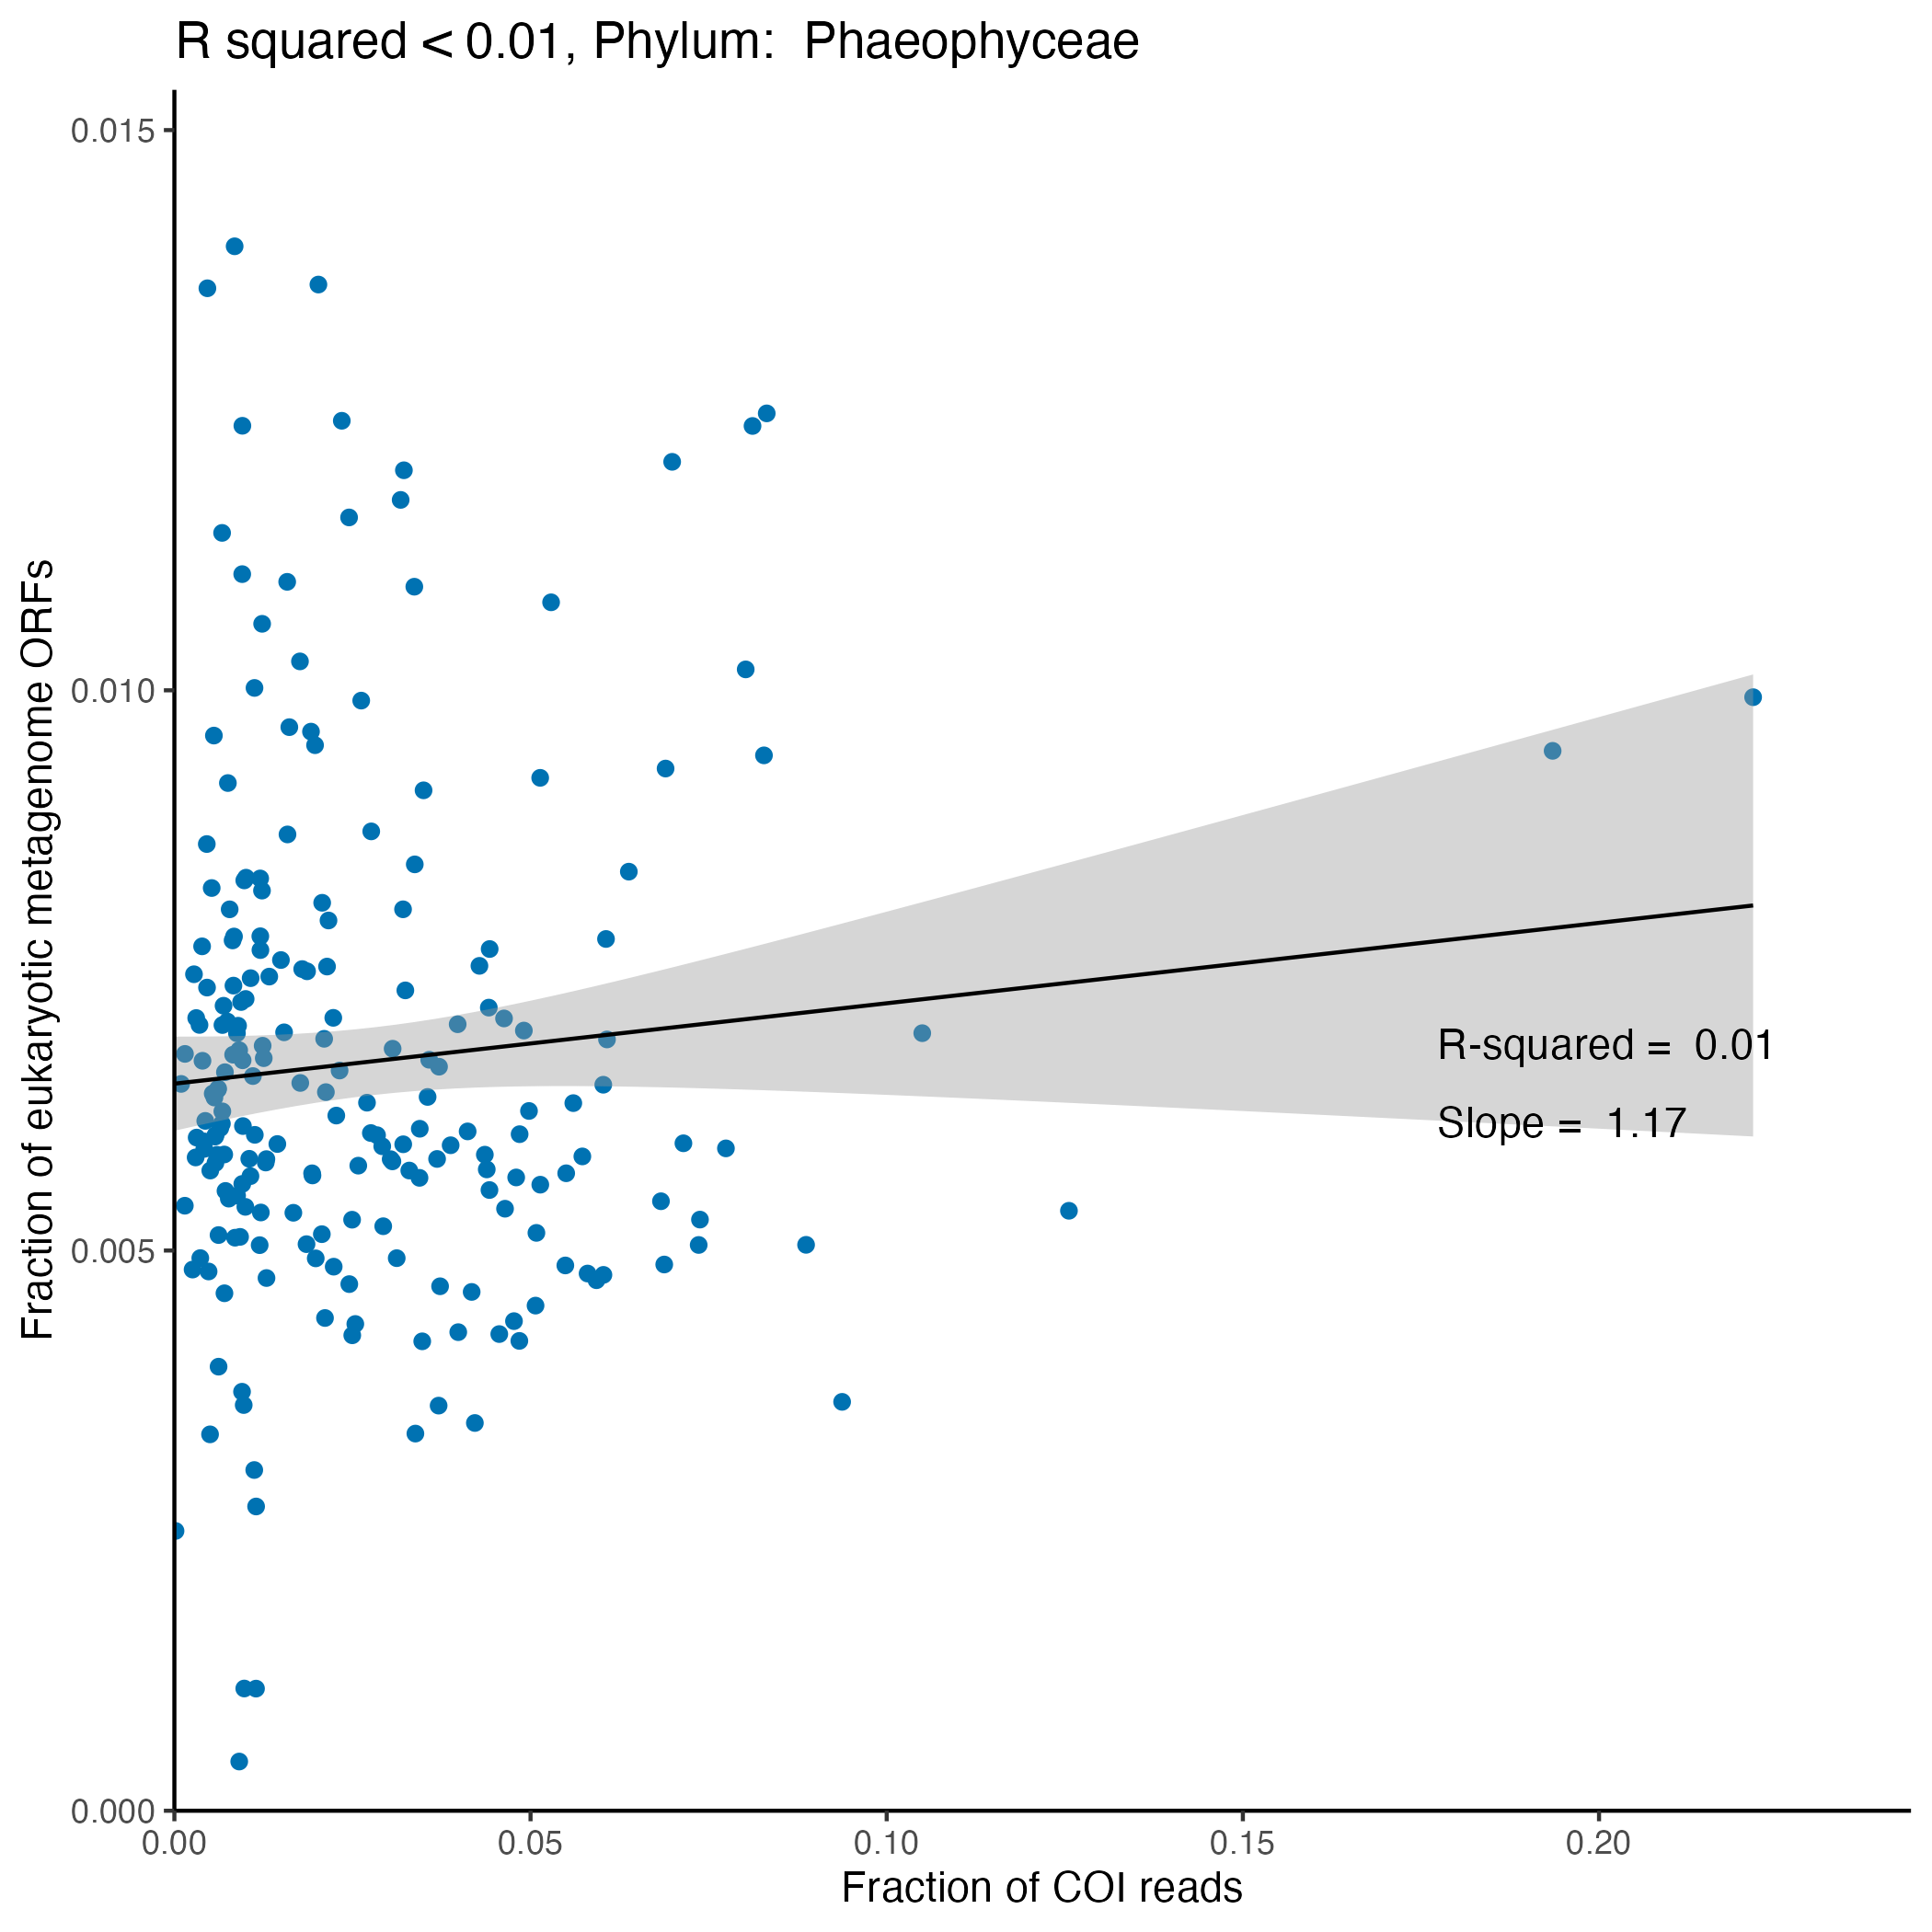 R squared < 0.01, Phylum:  Phaeophyceae
0.015
0.010
0.005
0.000
Fraction of eukaryotic metagenome ORFs
R-squared =  0.01
Slope =  1.17
0.00 0.05 0.10 0.15 0.20
Fraction of COI reads